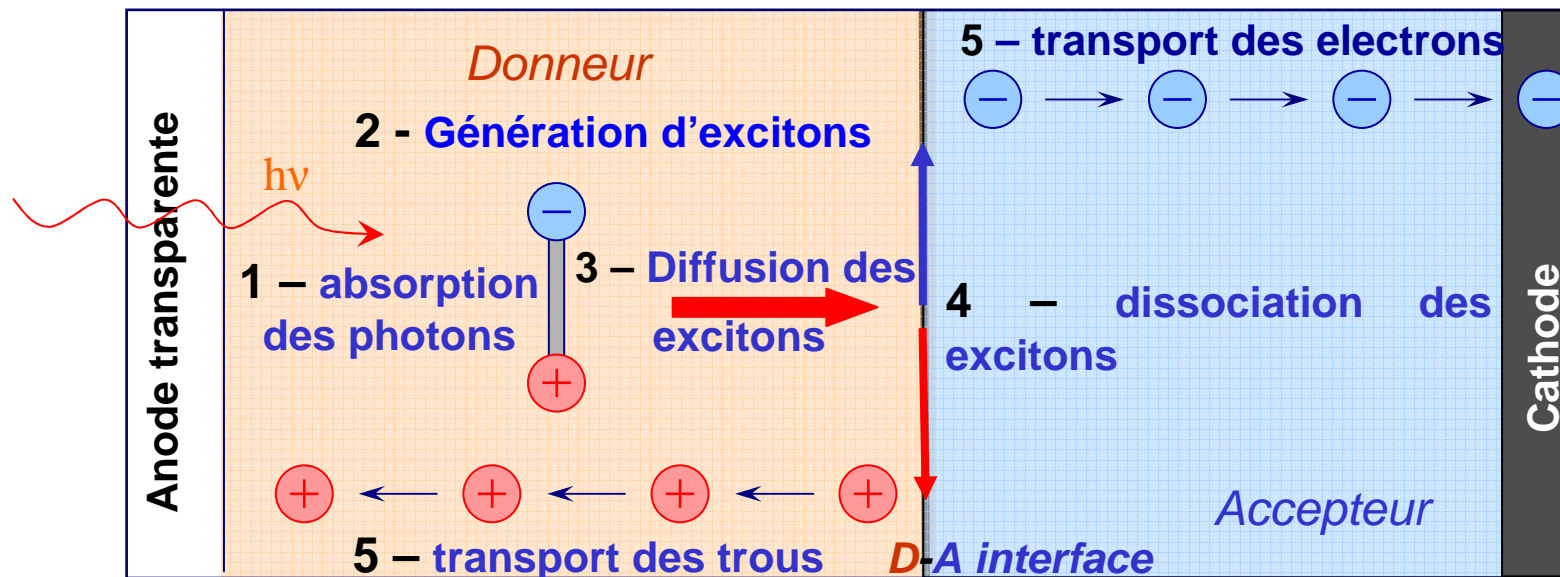 Anode transparente
Donneur
2 - Génération d'excitons
hν
1 – absorption
des photons
3 – Diffusion des
excitons
5 – transport des trous
D-A interface
5 – transport des electrons
4 – dissociation des
excitons
Accepteur
Cathode
− − − − −
+ + + + +